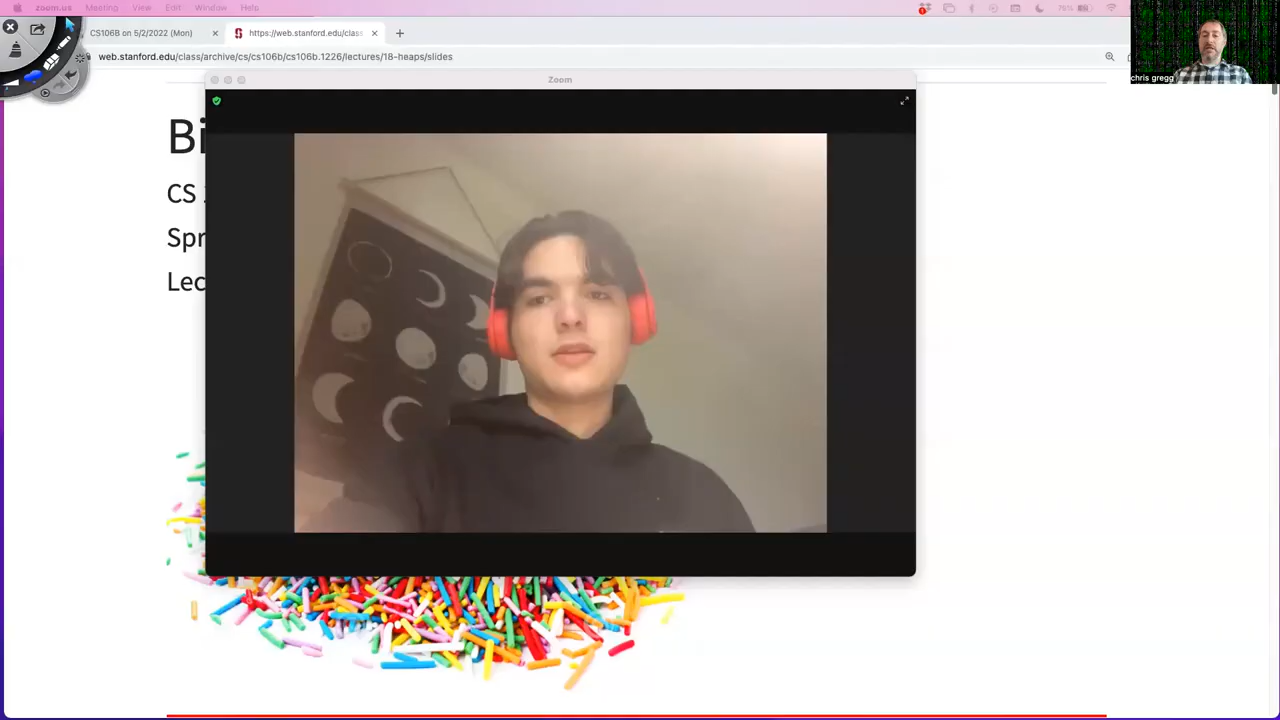 zoom.us Meeting View Edit Window Help
CS106B on 5/2/2022 (Mon)
https://web.stanford.edu/class
web.stanford.edu/class/archive/cs/cs106b/cs106b.1226/lectures/18-heaps/slides
chris gregg
Zoom
Bi
CS
Spr
Lec